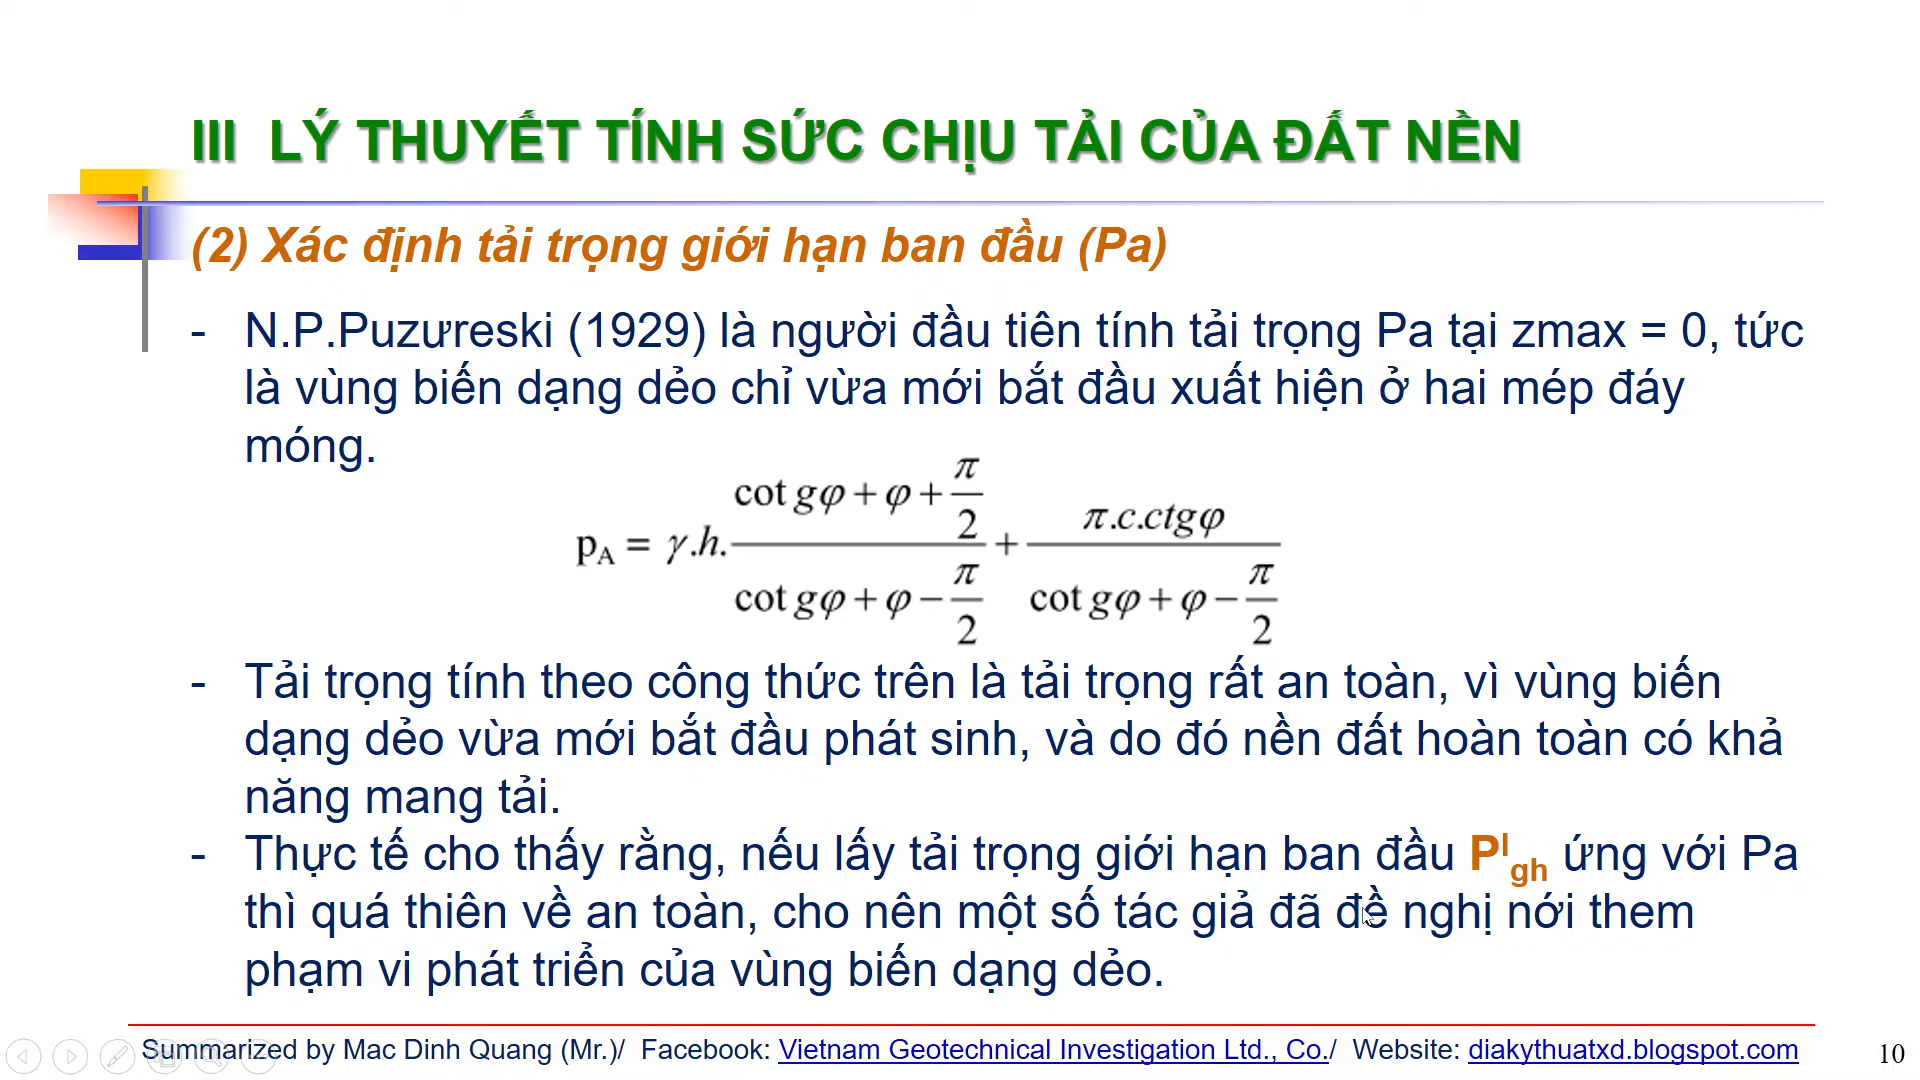 III LÝ THUYẾT TÍNH SỨC CHỊU TẢI CỦA ĐẤT NỀN
(2) Xác định tải trọng giới hạn ban đầu (Pa)
- N.P.Puzưreski (1929) là người đầu tiên tính tải trọng Pa tại zmax = 0, tức
là vùng biến dạng dẻo chỉ vừa mới bắt đầu xuất hiện ở hai mép đáy
móng.
p_A = γ.h. (cot gφ + φ + π/2)/(cot gφ + φ − π/2) + (π.c.ctgφ)/(cot gφ + φ − π/2)
- Tải trọng tính theo công thức trên là tải trọng rất an toàn, vì vùng biến
dạng dẻo vừa mới bắt đầu phát sinh, và do đó nền đất hoàn toàn có khả
năng mang tải.
- Thực tế cho thấy rằng, nếu lấy tải trọng giới hạn ban đầu P^I_gh ứng với Pa
thì quá thiên về an toàn, cho nên một số tác giả đã đề nghị nới them
phạm vi phát triển của vùng biến dạng dẻo.
Summarized by Mac Dinh Quang (Mr.)/ Facebook: Vietnam Geotechnical Investigation Ltd., Co./ Website: diakythuatxd.blogspot.com
10